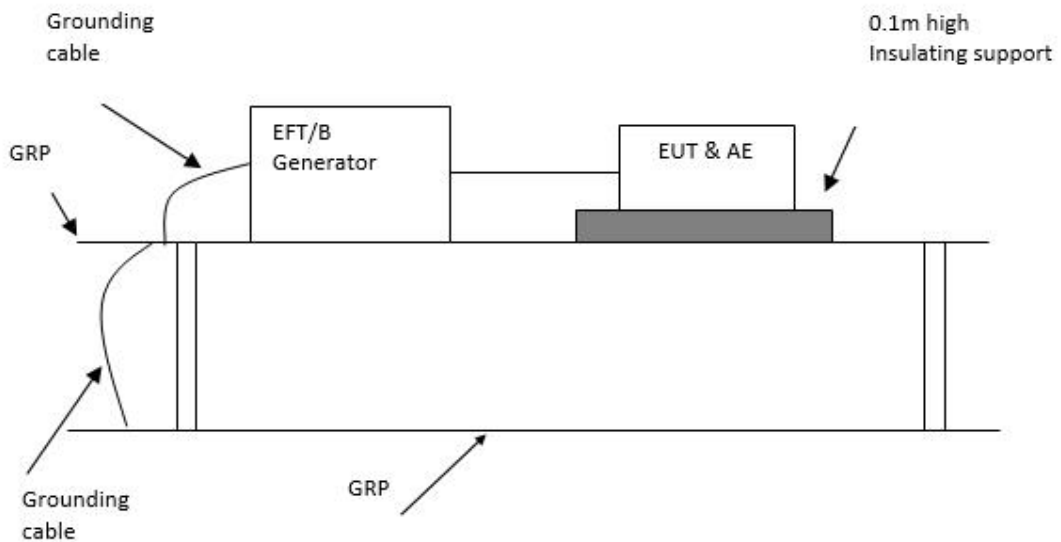 Grounding
cable
0.1m high
Insulating support
GRP
EFT/B
Generator
EUT & AE
GRP
Grounding
cable